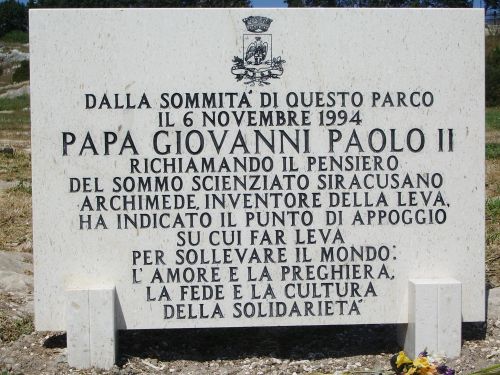 DALLA SOMMITA' DI QUESTO PARCO
IL 6 NOVEMBRE 1994
PAPA GIOVANNI PAOLO II
RICHIAMANDO IL PENSIERO
DEL SOMMO SCIENZIATO SIRACUSANO
ARCHIMEDE, INVENTORE DELLA LEVA,
HA INDICATO IL PUNTO DI APPOGGIO
SU CUI FAR LEVA
PER SOLLEVARE IL MONDO:
L'AMORE E LA PREGHIERA,
LA FEDE E LA CULTURA
DELLA SOLIDARIETA'